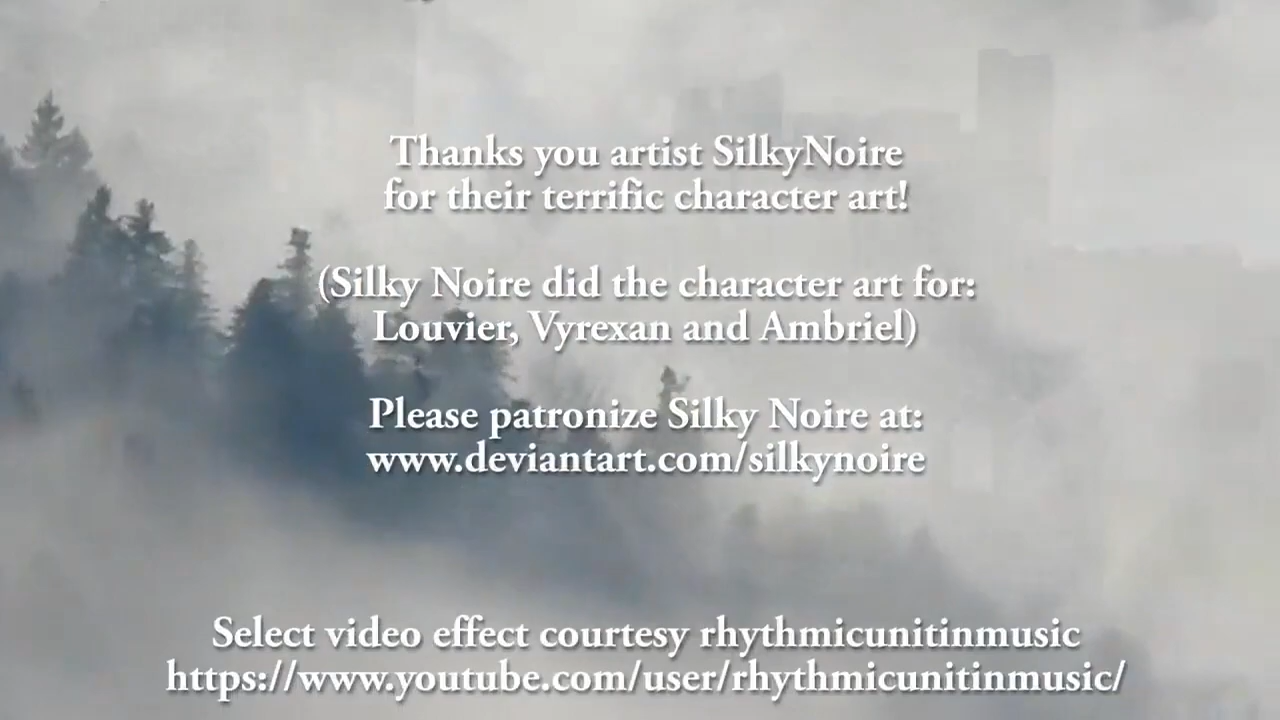 Thanks you artist SilkyNoire
for their terrific character art!
(Silky Noire did the character art for:
Louvier, Vyrexan and Ambriel)
Please patronize Silky Noire at:
www.deviantart.com/silkynoire
Select video effect courtesy rhythmicunitinmusic
https://www.youtube.com/user/rhythmicunitinmusic/